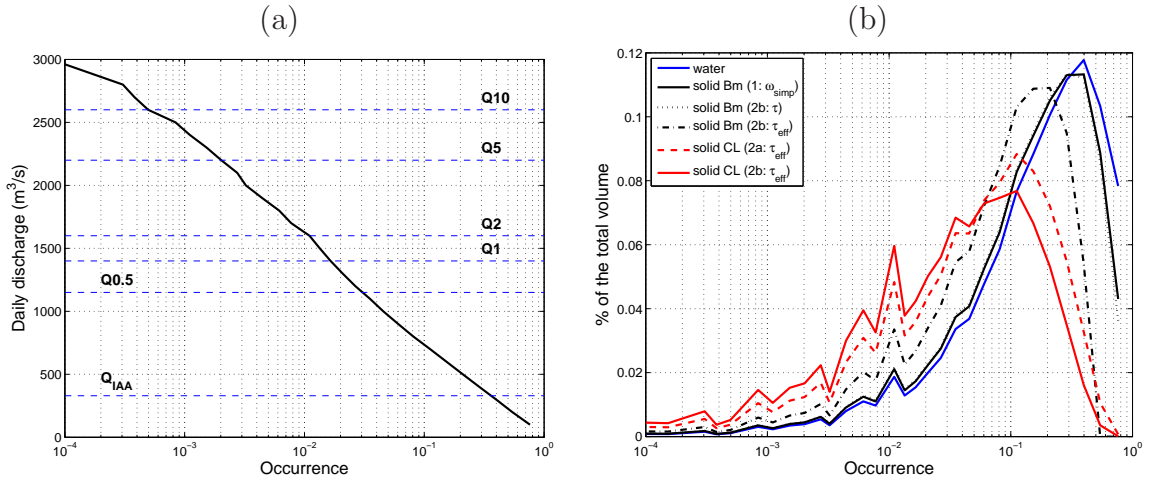 (a)
(b)
3000
2500
2000
1500
1000
500
0
Daily discharge (m³/s)
Q10
Q5
Q2
Q1
Q0.5
Q_IAA
10⁻⁴
10⁻³
10⁻²
10⁻¹
10⁰
Occurrence
0.12
0.1
0.08
0.06
0.04
0.02
0
% of the total volume
water
solid Bm (1: ω_simp)
solid Bm (2b: τ)
solid Bm (2b: τ_eff)
solid CL (2a: τ_eff)
solid CL (2b: τ_eff)
10⁻⁴
10⁻³
10⁻²
10⁻¹
10⁰
Occurrence